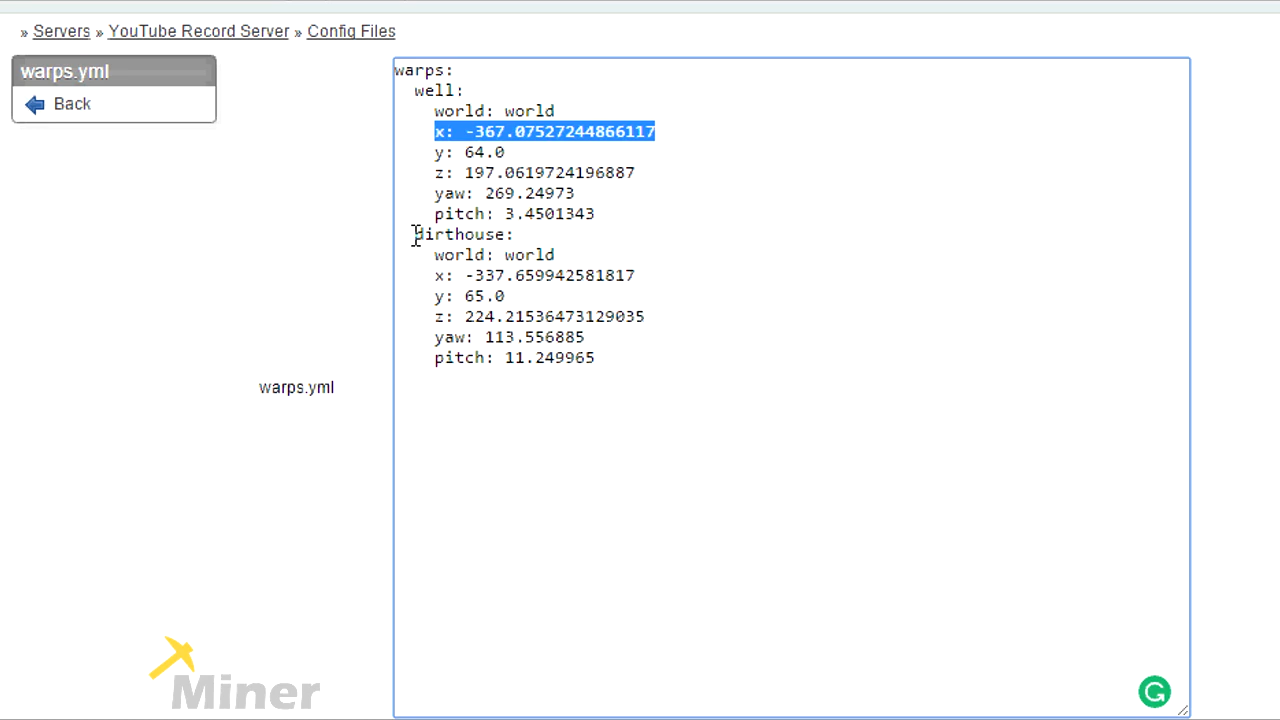 » Servers » YouTube Record Server » Config Files
warps.yml
Back
warps:
well:
world: world
x: -367.07527244866117
y: 64.0
z: 197.0619724196887
yaw: 269.24973
pitch: 3.4501343
dirthouse:
world: world
x: -337.659942581817
y: 65.0
z: 224.21536473129035
yaw: 113.556885
pitch: 11.249965
warps.yml
Miner